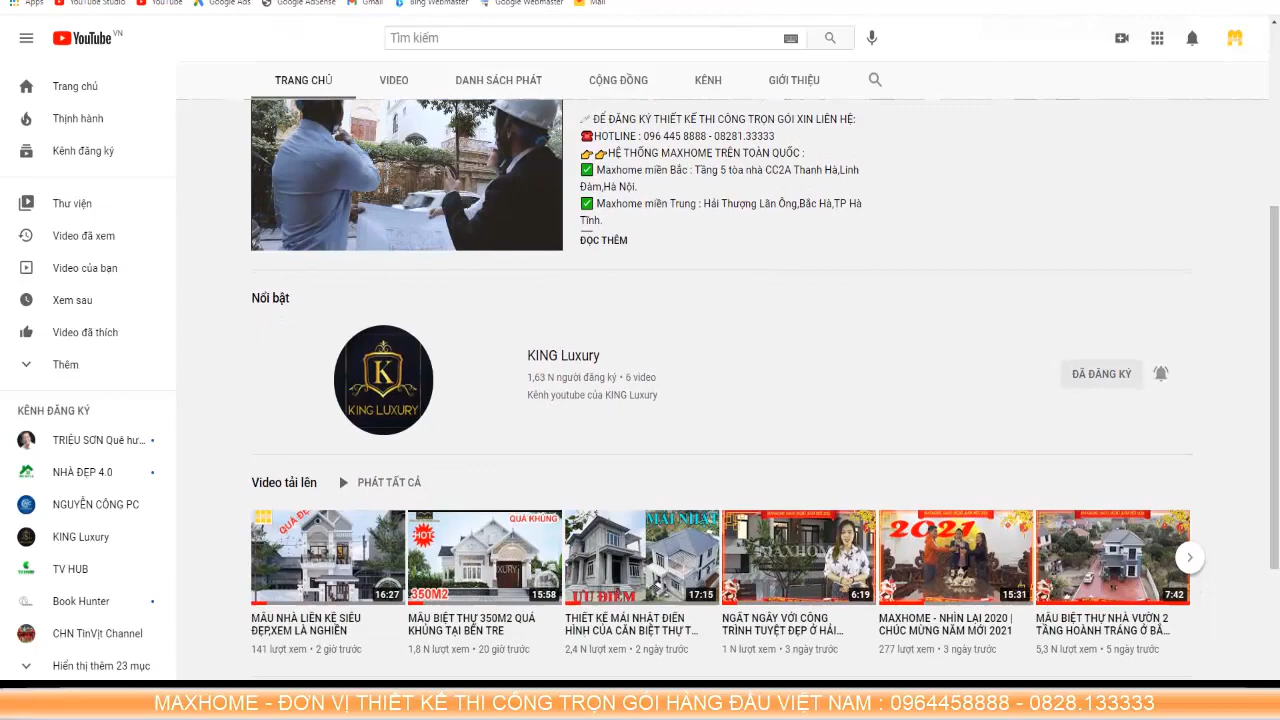 Apps YouTube Studio YouTube Google Ads Google AdSense Gmail Bing Webmaster Google Webmaster Mail
YouTube VN
Tìm kiếm
TRANG CHỦ VIDEO DANH SÁCH PHÁT CỘNG ĐỒNG KÊNH GIỚI THIỆU
Trang chủ
Thịnh hành
Kênh đăng ký
Thư viện
Video đã xem
Video của bạn
Xem sau
Video đã thích
Thêm
KÊNH ĐĂNG KÝ
TRIỆU SƠN Quê hư...
NHÀ ĐẸP 4.0
NGUYỄN CÔNG PC
KING Luxury
TV HUB
Book Hunter
CHN TinVịt Channel
Hiển thị thêm 23 mục
ĐỂ ĐĂNG KÝ THIẾT KẾ THI CÔNG TRỌN GÓI XIN LIÊN HỆ:
HOTLINE : 096 445 8888 - 08281.33333
HỆ THỐNG MAXHOME TRÊN TOÀN QUỐC :
Maxhome miền Bắc : Tầng 5 tòa nhà CC2A Thanh Hà,Linh
Đàm,Hà Nội.
Maxhome miền Trung : Hải Thượng Lãn Ông,Bắc Hà,TP Hà
Tĩnh.
ĐỌC THÊM
Nổi bật
K
KING LUXURY
KING Luxury
1,63 N người đăng ký • 6 video
Kênh youtube của KING Luxury
ĐÃ ĐĂNG KÝ
Video tải lên PHÁT TẤT CẢ
QUÁ ĐẸ
16:27
MẪU NHÀ LIỀN KỀ SIÊU
ĐẸP,XEM LÀ NGHIỀN
141 lượt xem • 2 giờ trước
QUÁ KHỦNG
HOT
350M2
15:58
MẪU BIỆT THỰ 350M2 QUÁ
KHỦNG TẠI BẾN TRE
1,8 N lượt xem • 20 giờ trước
MÁI NHẬT
ƯU ĐIỂM
17:15
THIẾT KẾ MÁI NHẬT ĐIỂN
HÌNH CỦA CĂN BIỆT THỰ T...
2,4 N lượt xem • 2 ngày trước
MAXHOM
6:19
NGẤT NGÂY VỚI CÔNG
TRÌNH TUYỆT ĐẸP Ở HẢI...
1 N lượt xem • 3 ngày trước
2021
15:31
MAXHOME - NHÌN LẠI 2020 |
CHÚC MỪNG NĂM MỚI 2021
277 lượt xem • 3 ngày trước
7:42
MẪU BIỆT THỰ NHÀ VƯỜN 2
TẦNG HOÀNH TRÁNG Ở BẮ...
5,3 N lượt xem • 5 ngày trước
MAXHOME - ĐƠN VỊ THIẾT KẾ THI CÔNG TRỌN GÓI HÀNG ĐẦU VIỆT NAM : 0964458888 - 0828.133333